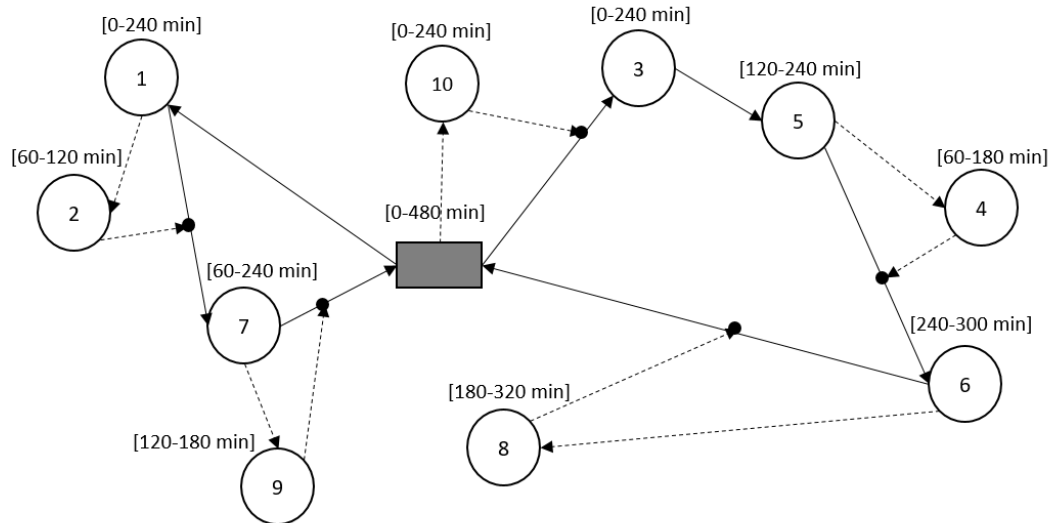 [0-240 min]
1
[60-120 min]
2
[0-240 min]
10
[0-240 min]
3
[120-240 min]
5
[60-180 min]
4
[0-480 min]
[60-240 min]
7
[240-300 min]
6
[180-320 min]
8
[120-180 min]
9